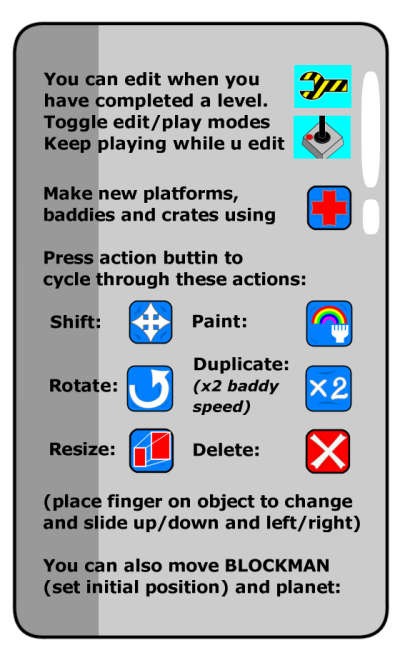 You can edit when you
have completed a level.
Toggle edit/play modes
Keep playing while u edit
Make new platforms,
baddies and crates using
Press action buttin to
cycle through these actions:
Shift: Paint:
Rotate: Duplicate:
(x2 baddy
speed)
×2
Resize: Delete:
(place finger on object to change
and slide up/down and left/right)
You can also move BLOCKMAN
(set initial position) and planet: